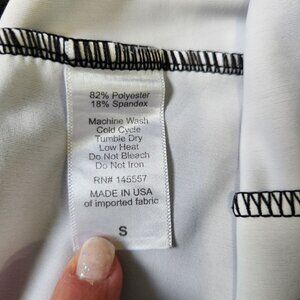 82% Polyester
18% Spandex
Machine Wash
Cold Cycle
Tumble Dry
Low Heat
Do Not Bleach
Do Not Iron
RN# 145557
MADE IN USA
of imported fabric
S